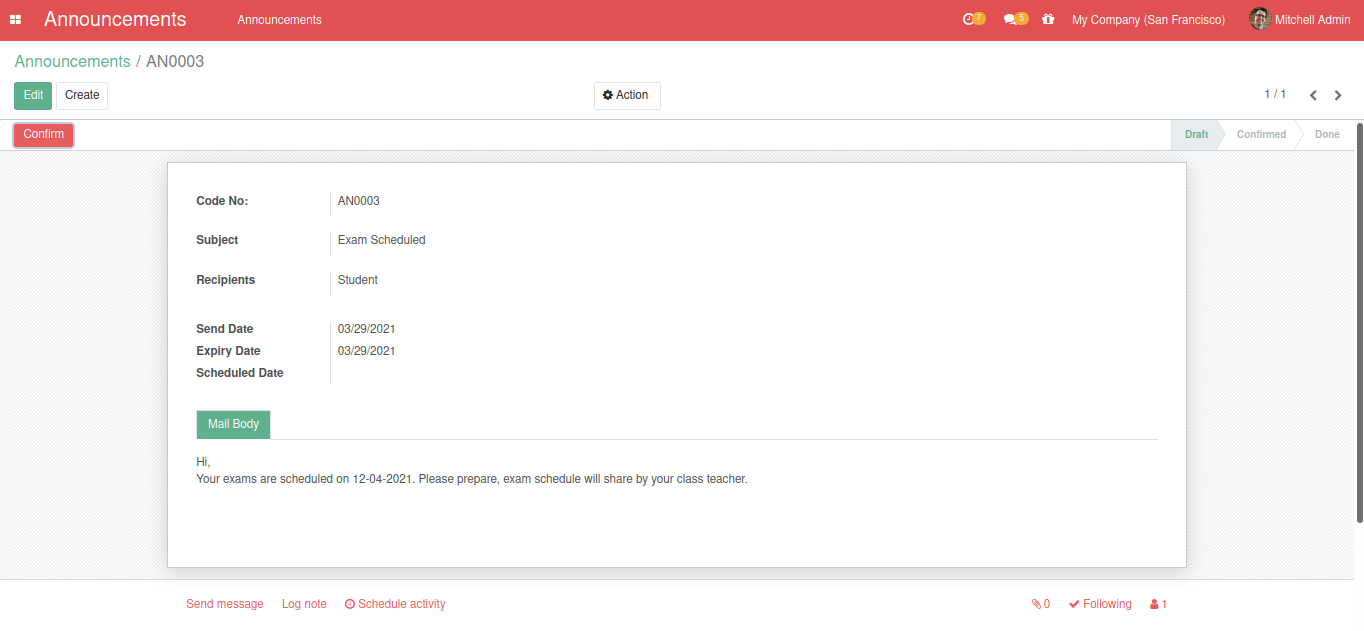 Announcements Announcements 7 5 My Company (San Francisco) Mitchell Admin
Announcements / AN0003
Edit Create Action 1 / 1
Confirm Draft Confirmed Done
Code No: AN0003
Subject Exam Scheduled
Recipients Student
Send Date 03/29/2021
Expiry Date 03/29/2021
Scheduled Date
Mail Body
Hi,
Your exams are scheduled on 12-04-2021. Please prepare, exam schedule will share by your class teacher.
Send message Log note Schedule activity 0 Following 1